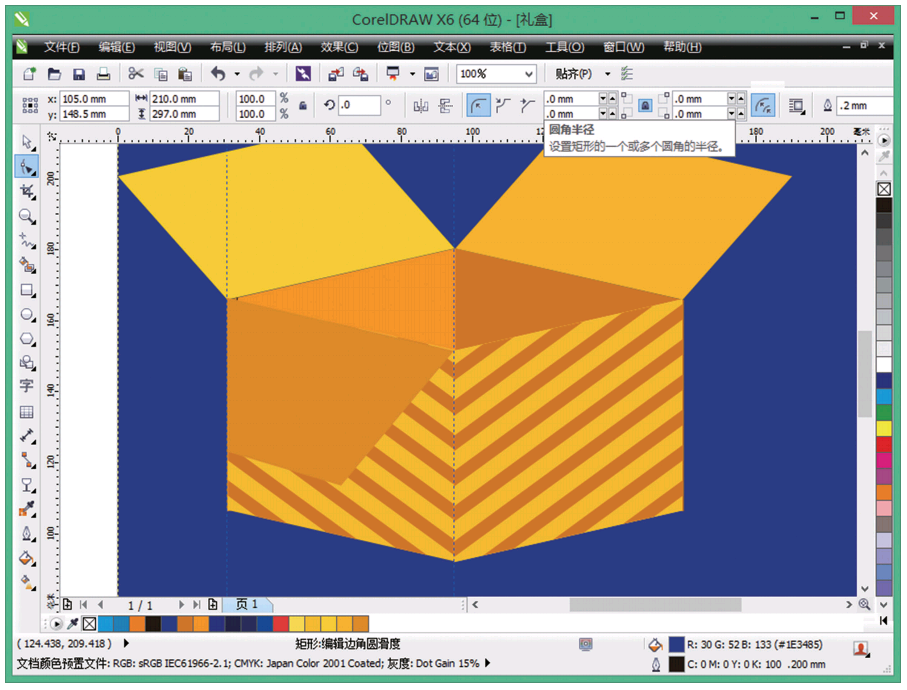 CorelDRAW X6 (64 位) - [礼盒]
文件(F) 编辑(E) 视图(V) 布局(L) 排列(A) 效果(C) 位图(B) 文本(X) 表格(T) 工具(O) 窗口(W) 帮助(H)
100% 贴齐(P)
x: 105.0 mm 210.0 mm 100.0 % .0 ° .0 mm .0 mm .2 mm
y: 148.5 mm 297.0 mm 100.0 % .0 mm .0 mm
圆角半径
设置矩形的一个或多个圆角的半径。
0 20 40 60 80 100 180 200 毫米
200
180
160
140
120
100
字
1 / 1 页 1
( 124.438, 209.418 ) 矩形:编辑边角圆滑度 R: 30 G: 52 B: 133 (#1E3485)
文档颜色预置文件: RGB: sRGB IEC61966-2.1; CMYK: Japan Color 2001 Coated; 灰度: Dot Gain 15% C: 0 M: 0 Y: 0 K: 100 .200 mm